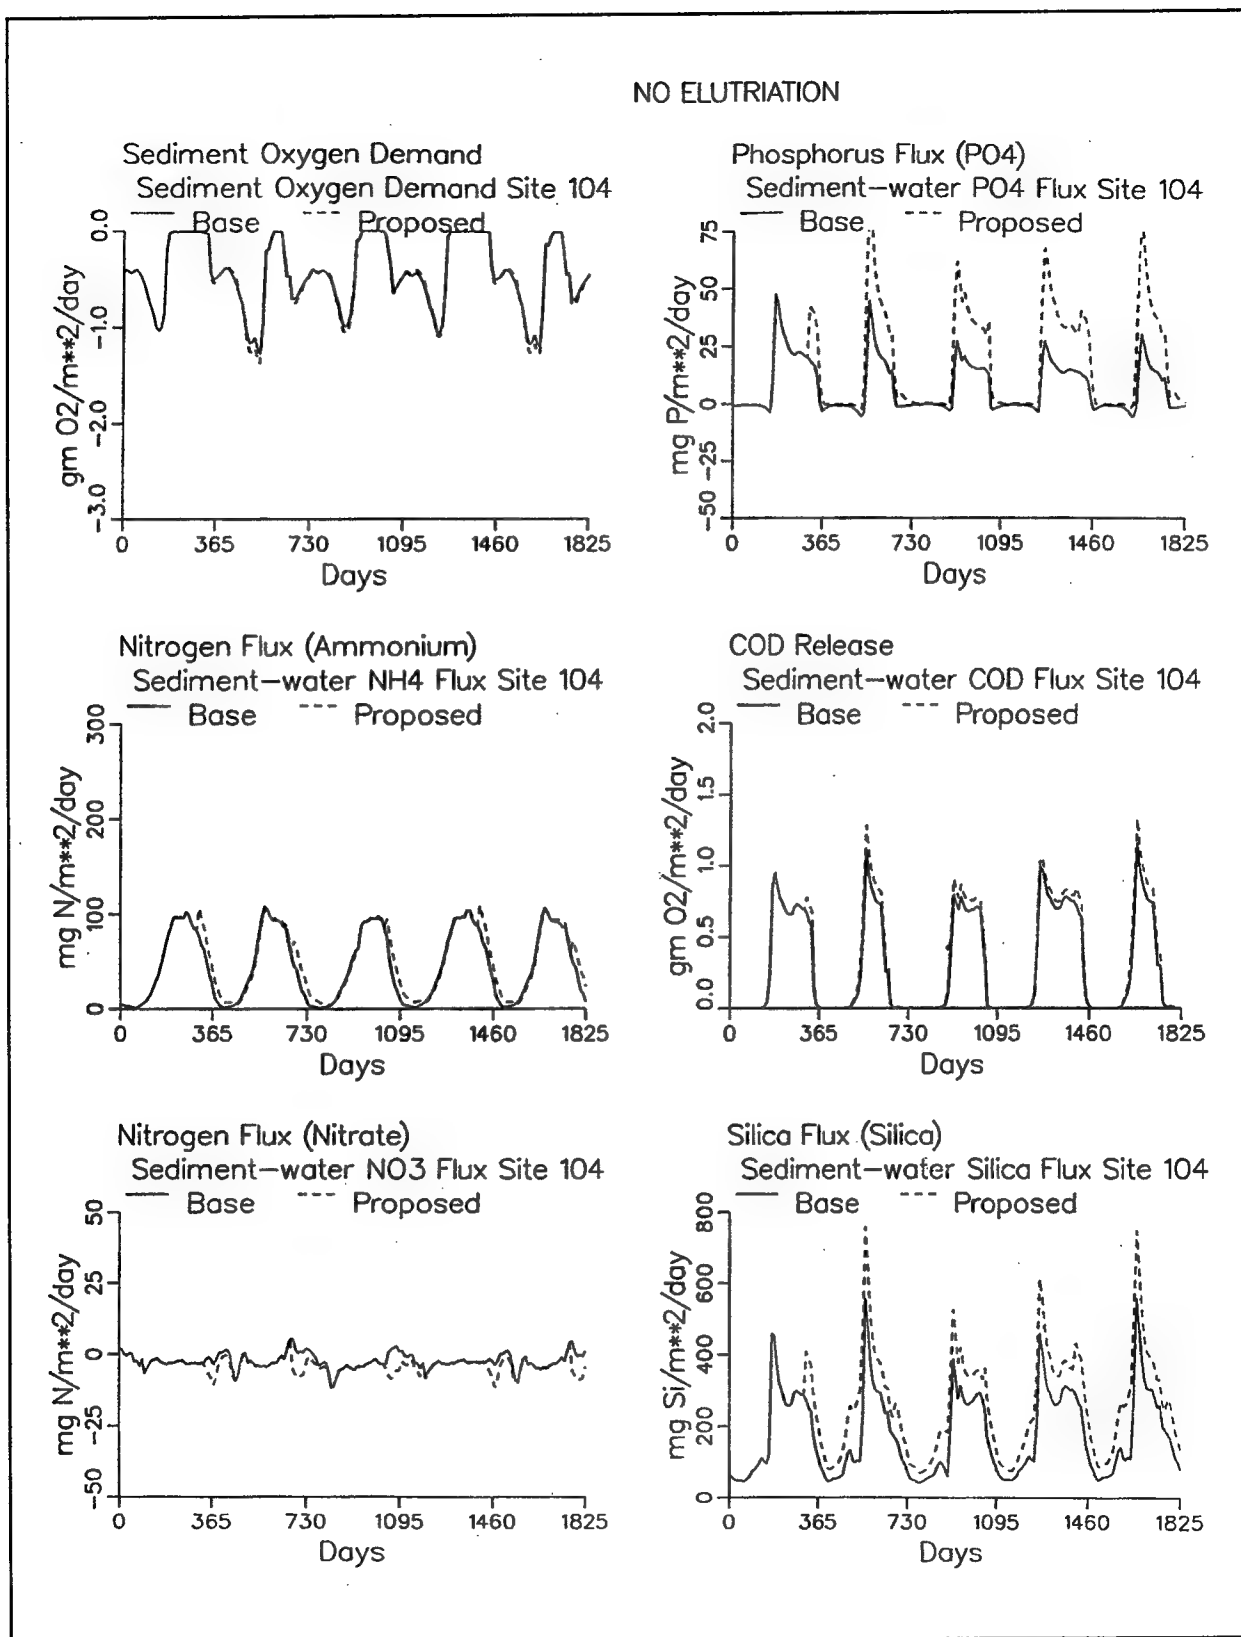 NO ELUTRIATION
Sediment Oxygen Demand
Sediment Oxygen Demand Site 104
Base Proposed
0.0
-1.0
-2.0
-3.0
gm O2/m**2/day
0 365 730 1095 1460 1825
Days
Phosphorus Flux (PO4)
Sediment-water PO4 Flux Site 104
Base Proposed
75
50
25
0
-25
-50
mg P/m**2/day
0 365 730 1095 1460 1825
Days
Nitrogen Flux (Ammonium)
Sediment-water NH4 Flux Site 104
Base Proposed
300
200
100
0
mg N/m**2/day
0 365 730 1095 1460 1825
Days
COD Release
Sediment-water COD Flux Site 104
Base Proposed
2.0
1.5
1.0
0.5
0.0
gm O2/m**2/day
0 365 730 1095 1460 1825
Days
Nitrogen Flux (Nitrate)
Sediment-water NO3 Flux Site 104
Base Proposed
50
25
0
-25
-50
mg N/m**2/day
0 365 730 1095 1460 1825
Days
Silica Flux (Silica)
Sediment-water Silica Flux Site 104
Base Proposed
800
600
400
200
0
mg Si/m**2/day
0 365 730 1095 1460 1825
Days